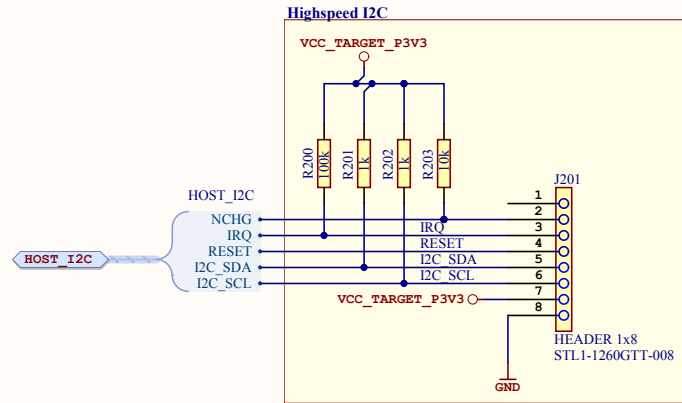 Highspeed I2C
VCC_TARGET_P3V3
R200
100k
R201
1k
R202
1k
R203
10k
HOST_I2C
J201
NCHG
IRQ
RESET
I2C_SDA
I2C_SCL
HOST_I2C
IRQ
RESET
I2C_SDA
I2C_SCL
VCC_TARGET_P3V3
1
2
3
4
5
6
7
8
HEADER 1x8
STL1-1260GTT-008
GND